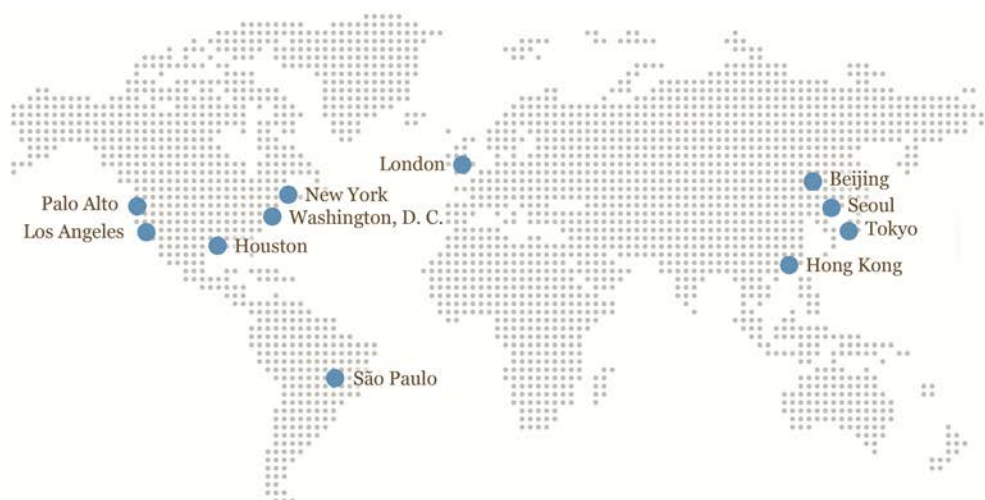 London
Beijing
New York
Palo Alto
Seoul
Washington, D. C.
Tokyo
Los Angeles
Houston
Hong Kong
São Paulo